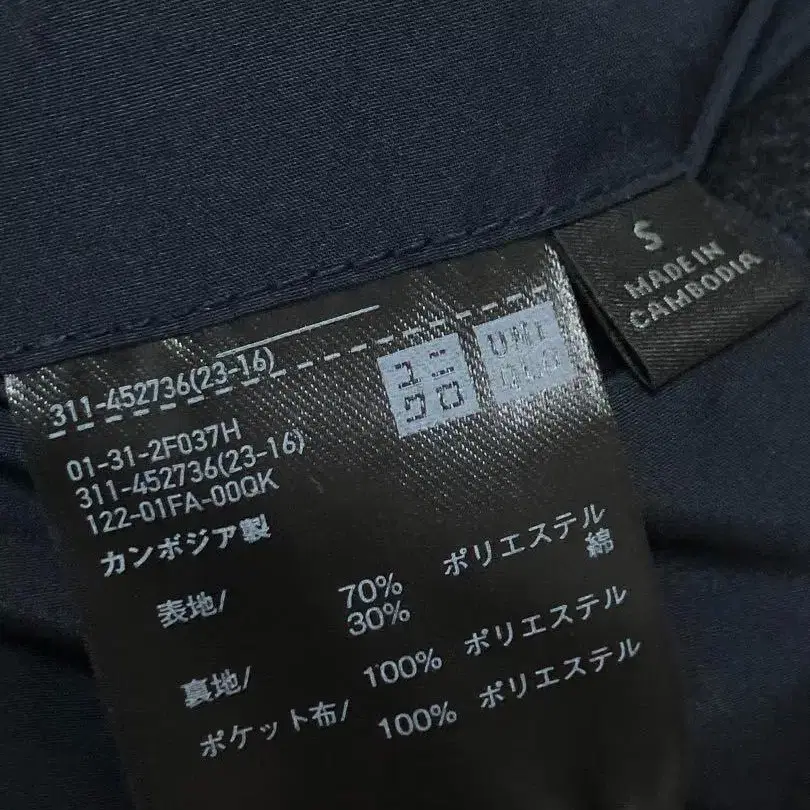 S
MADE IN
CAMBODIA
311-452736(23-16)
ユニ
クロ
UNI
QLO
01-31-2F037H
311-452736(23-16)
122-01FA-00QK
カンボジア製
表地/ 70% ポリエステル
30% 綿
裏地/ 100% ポリエステル
ポケット布/ 100% ポリエステル